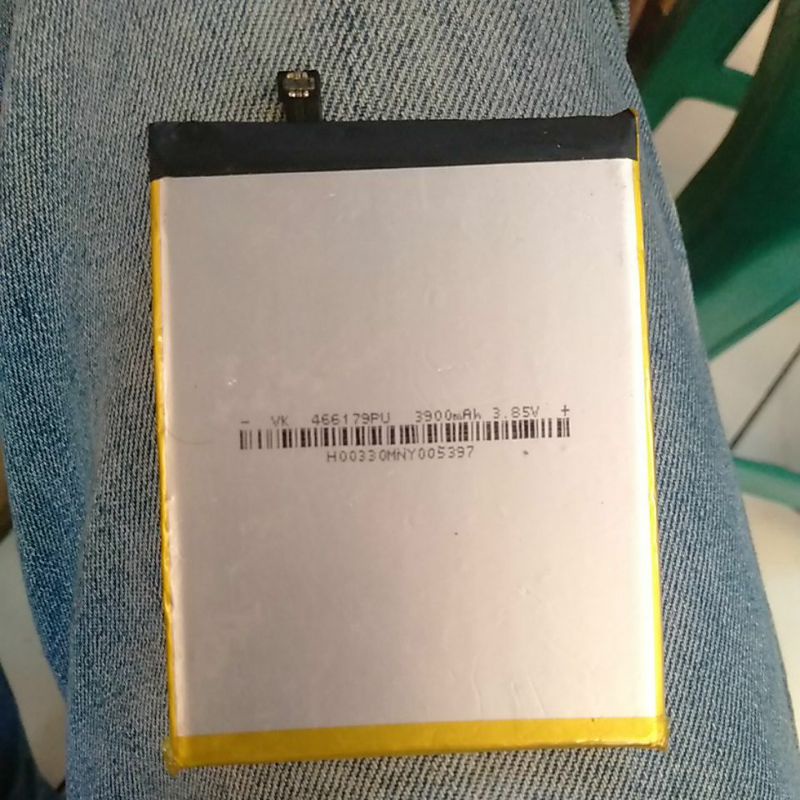 - VK 466179PU 3900mAh 3.85V +
H00330MNY005397